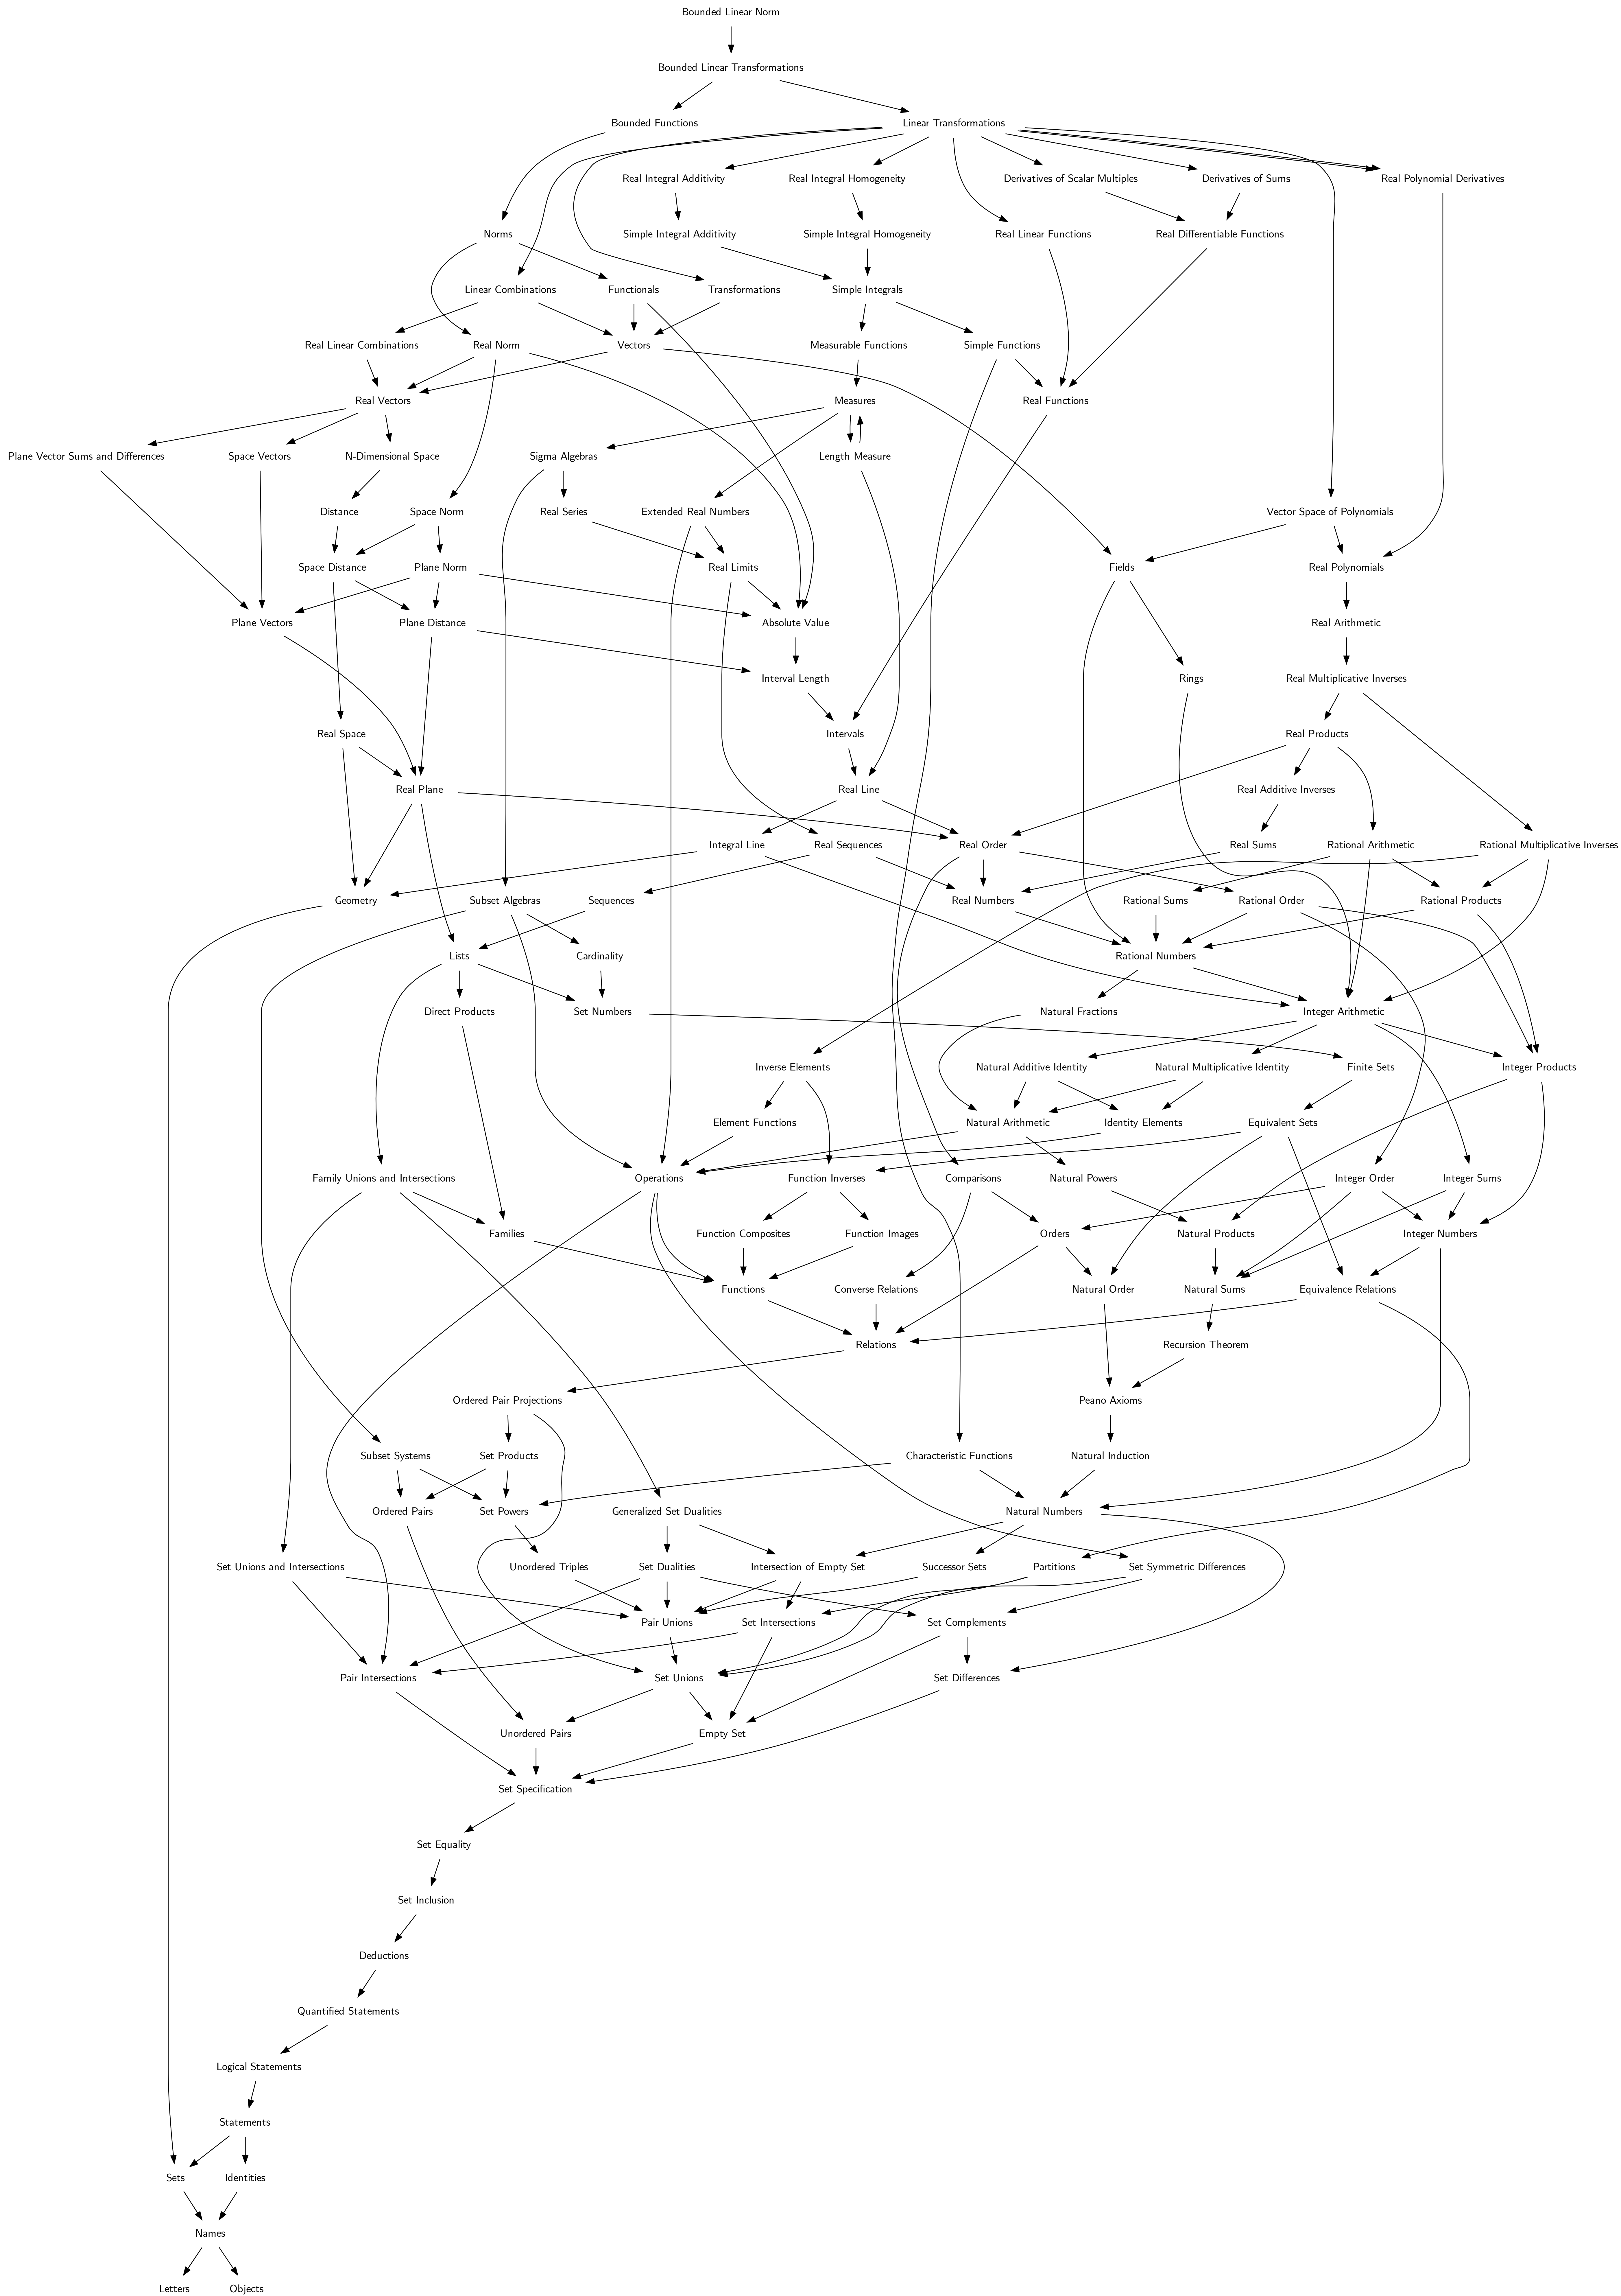 Bounded Linear Norm
Bounded Linear Transformations
Bounded Functions
Linear Transformations
Real Integral Additivity
Real Integral Homogeneity
Derivatives of Scalar Multiples
Derivatives of Sums
Real Polynomial Derivatives
Norms
Simple Integral Additivity
Simple Integral Homogeneity
Real Linear Functions
Real Differentiable Functions
Linear Combinations
Functionals
Transformations
Simple Integrals
Real Linear Combinations
Real Norm
Vectors
Measurable Functions
Simple Functions
Real Vectors
Measures
Real Functions
Plane Vector Sums and Differences
Space Vectors
N-Dimensional Space
Sigma Algebras
Length Measure
Distance
Space Norm
Real Series
Extended Real Numbers
Vector Space of Polynomials
Space Distance
Plane Norm
Real Limits
Fields
Real Polynomials
Plane Vectors
Plane Distance
Absolute Value
Real Arithmetic
Interval Length
Rings
Real Multiplicative Inverses
Real Space
Intervals
Real Products
Real Plane
Real Line
Real Additive Inverses
Integral Line
Real Sequences
Real Order
Real Sums
Rational Arithmetic
Rational Multiplicative Inverses
Geometry
Subset Algebras
Sequences
Real Numbers
Rational Sums
Rational Order
Rational Products
Lists
Cardinality
Rational Numbers
Direct Products
Set Numbers
Natural Fractions
Integer Arithmetic
Inverse Elements
Natural Additive Identity
Natural Multiplicative Identity
Finite Sets
Integer Products
Element Functions
Natural Arithmetic
Identity Elements
Equivalent Sets
Family Unions and Intersections
Operations
Function Inverses
Comparisons
Natural Powers
Integer Order
Integer Sums
Families
Function Composites
Function Images
Orders
Natural Products
Integer Numbers
Functions
Converse Relations
Natural Order
Natural Sums
Equivalence Relations
Relations
Recursion Theorem
Ordered Pair Projections
Peano Axioms
Subset Systems
Set Products
Characteristic Functions
Natural Induction
Ordered Pairs
Set Powers
Generalized Set Dualities
Natural Numbers
Set Unions and Intersections
Unordered Triples
Set Dualities
Intersection of Empty Set
Successor Sets
Partitions
Set Symmetric Differences
Pair Unions
Set Intersections
Set Complements
Pair Intersections
Set Unions
Set Differences
Unordered Pairs
Empty Set
Set Specification
Set Equality
Set Inclusion
Deductions
Quantified Statements
Logical Statements
Statements
Sets
Identities
Names
Letters
Objects